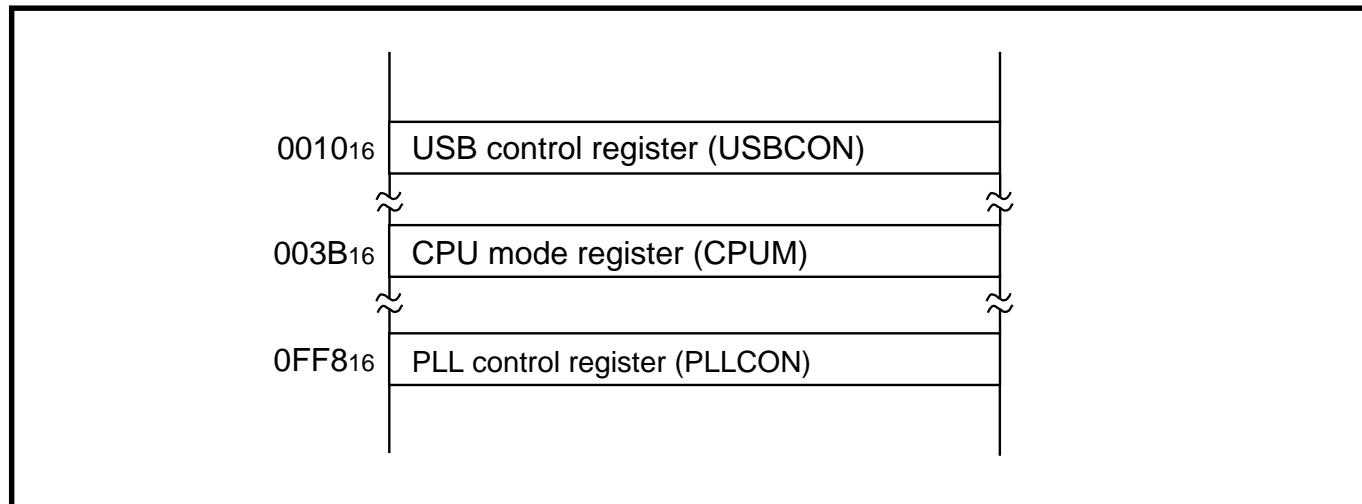 0010₁₆ USB control register (USBCON)
003B₁₆ CPU mode register (CPUM)
0FF8₁₆ PLL control register (PLLCON)